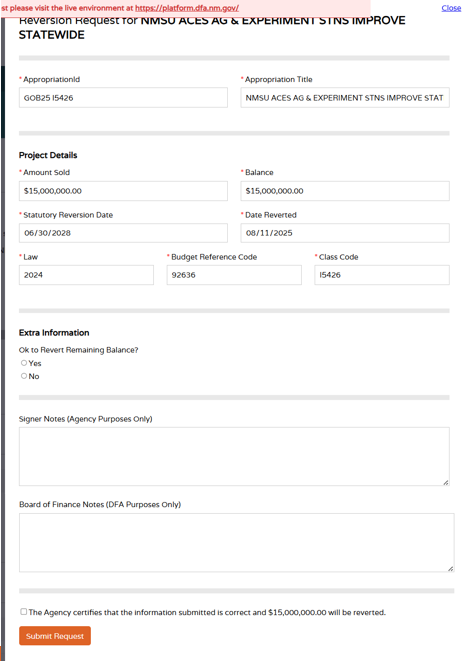 st please visit the live environment at https://platform.dfa.nm.gov/
Close
Reversion Request for NMSU ACES AG & EXPERIMENT STNS IMPROVE
STATEWIDE
* AppropriationId
* Appropriation Title
GOB25 I5426
NMSU ACES AG & EXPERIMENT STNS IMPROVE STAT
Project Details
* Amount Sold
* Balance
$15,000,000.00
$15,000,000.00
* Statutory Reversion Date
* Date Reverted
06/30/2028
08/11/2025
* Law
* Budget Reference Code
* Class Code
2024
92636
I5426
Extra Information
Ok to Revert Remaining Balance?
Yes
No
Signer Notes (Agency Purposes Only)
Board of Finance Notes (DFA Purposes Only)
The Agency certifies that the information submitted is correct and $15,000,000.00 will be reverted.
Submit Request